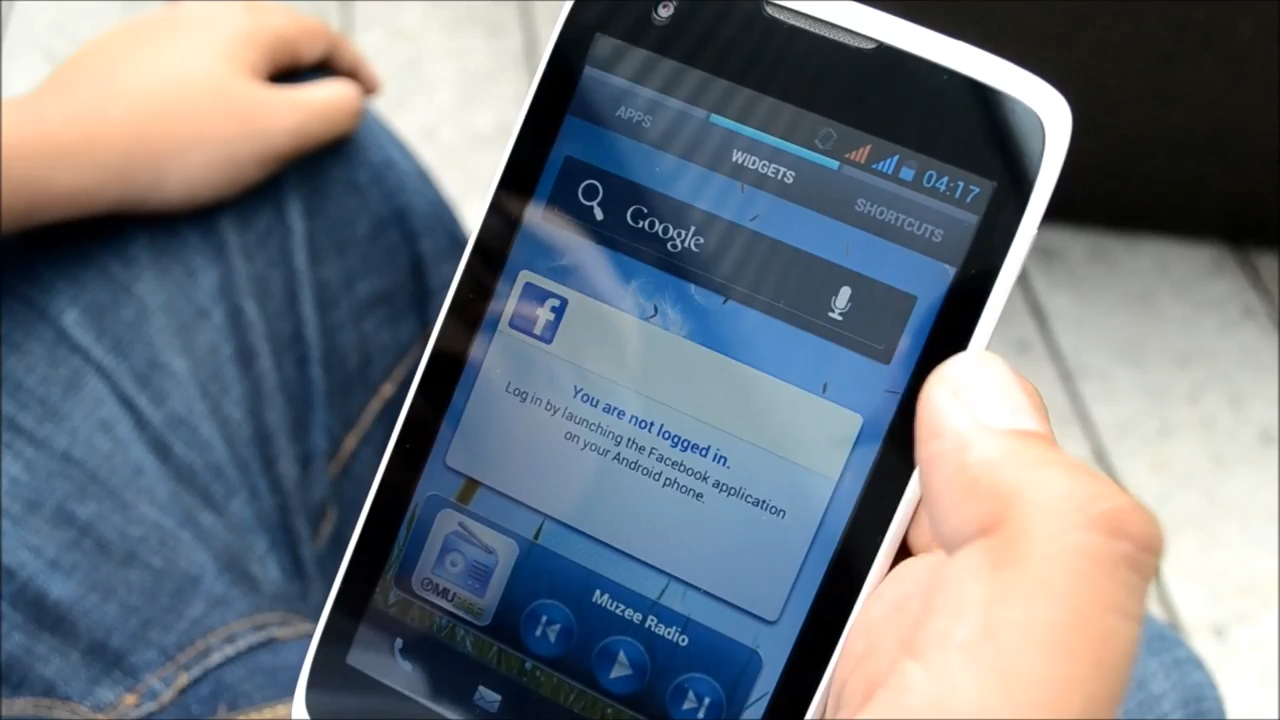 04:17
APPS
WIDGETS
SHORTCUTS
Google
f
You are not logged in.
Log in by launching the Facebook application
on your Android phone.
MUZEE
Muzee Radio